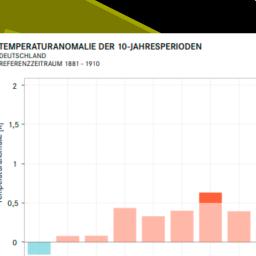 TEMPERATURANOMALIE DER 10-JAHRESPERIODEN
DEUTSCHLAND
REFERENZZEITRAUM 1881 - 1910
2
1,5
1
0,5
0